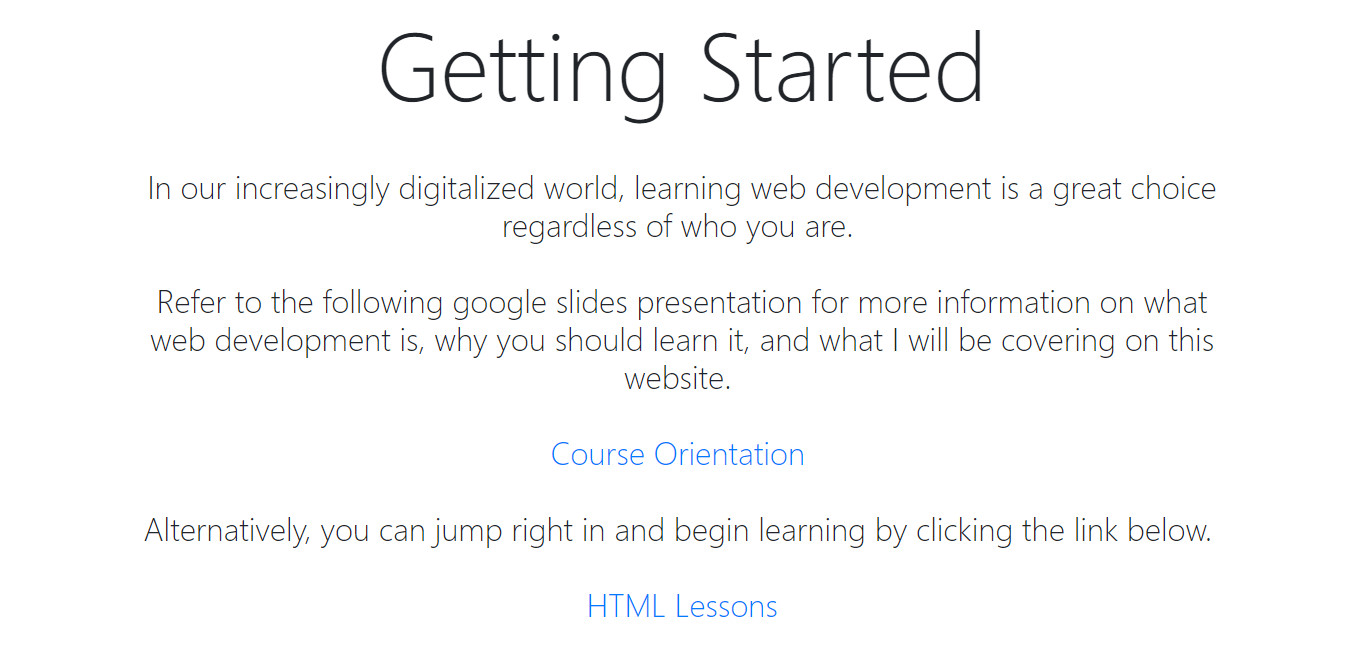 Getting Started
In our increasingly digitalized world, learning web development is a great choice
regardless of who you are.
Refer to the following google slides presentation for more information on what
web development is, why you should learn it, and what I will be covering on this
website.
Course Orientation
Alternatively, you can jump right in and begin learning by clicking the link below.
HTML Lessons